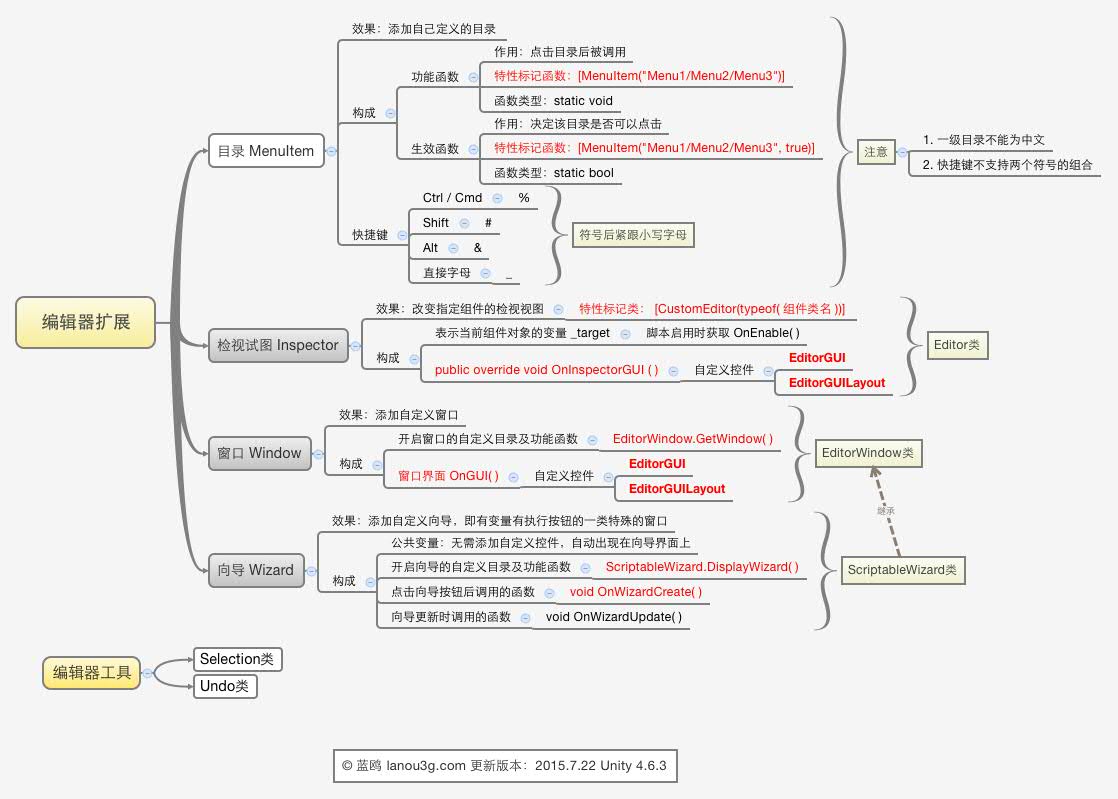 编辑器扩展
目录 MenuItem
效果：添加自己定义的目录
构成
功能函数
作用：点击目录后被调用
特性标记函数：[MenuItem("Menu1/Menu2/Menu3")]
函数类型：static void
生效函数
作用：决定该目录是否可以点击
特性标记函数：[MenuItem("Menu1/Menu2/Menu3", true)]
函数类型：static bool
快捷键
Ctrl / Cmd %
Shift #
Alt &
直接字母 _
符号后紧跟小写字母
注意
1. 一级目录不能为中文
2. 快捷键不支持两个符号的组合
检视试图 Inspector
效果：改变指定组件的检视视图 特性标记类： [CustomEditor(typeof( 组件类名 ))]
构成
表示当前组件对象的变量 _target 脚本启用时获取 OnEnable( )
public override void OnInspectorGUI ( ) 自定义控件
EditorGUI
EditorGUILayout
Editor类
窗口 Window
效果：添加自定义窗口
构成
开启窗口的自定义目录及功能函数 EditorWindow.GetWindow( )
窗口界面 OnGUI( ) 自定义控件
EditorGUI
EditorGUILayout
EditorWindow类
继承
向导 Wizard
效果：添加自定义向导，即有变量有执行按钮的一类特殊的窗口
构成
公共变量：无需添加自定义控件，自动出现在向导界面上
开启向导的自定义目录及功能函数 ScriptableWizard.DisplayWizard( )
点击向导按钮后调用的函数 void OnWizardCreate( )
向导更新时调用的函数 void OnWizardUpdate( )
ScriptableWizard类
编辑器工具
Selection类
Undo类
© 蓝鸥 lanou3g.com 更新版本：2015.7.22 Unity 4.6.3